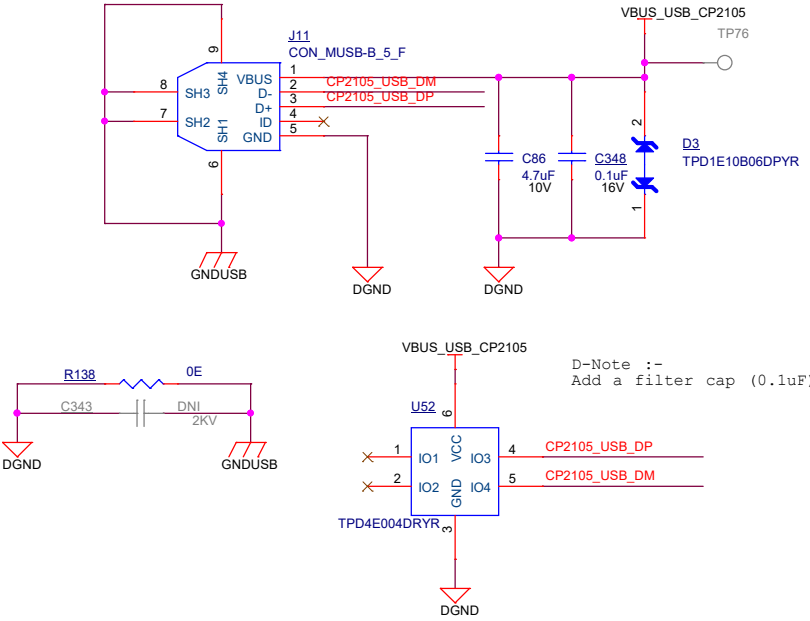 VBUS_USB_CP2105
TP76
J11
CON_MUSB-B_5_F
9
SH4
VBUS
1
CP2105_USB_DM
8
SH3
D-
2
CP2105_USB_DP
D+
3
7
SH2
ID
4
SH1
GND
5
6
2
D3
TPD1E10B06DPYR
C86
4.7uF
10V
C348
0.1uF
16V
1
GNDUSB
DGND
DGND
VBUS_USB_CP2105
D-Note :-
Add a filter cap (0.1uF)
R138
0E
C343
DNI
2KV
DGND
GNDUSB
U52
6
VCC
1
IO1
IO3
4
CP2105_USB_DP
2
IO2
GND
IO4
5
CP2105_USB_DM
TPD4E004DRYR
3
DGND